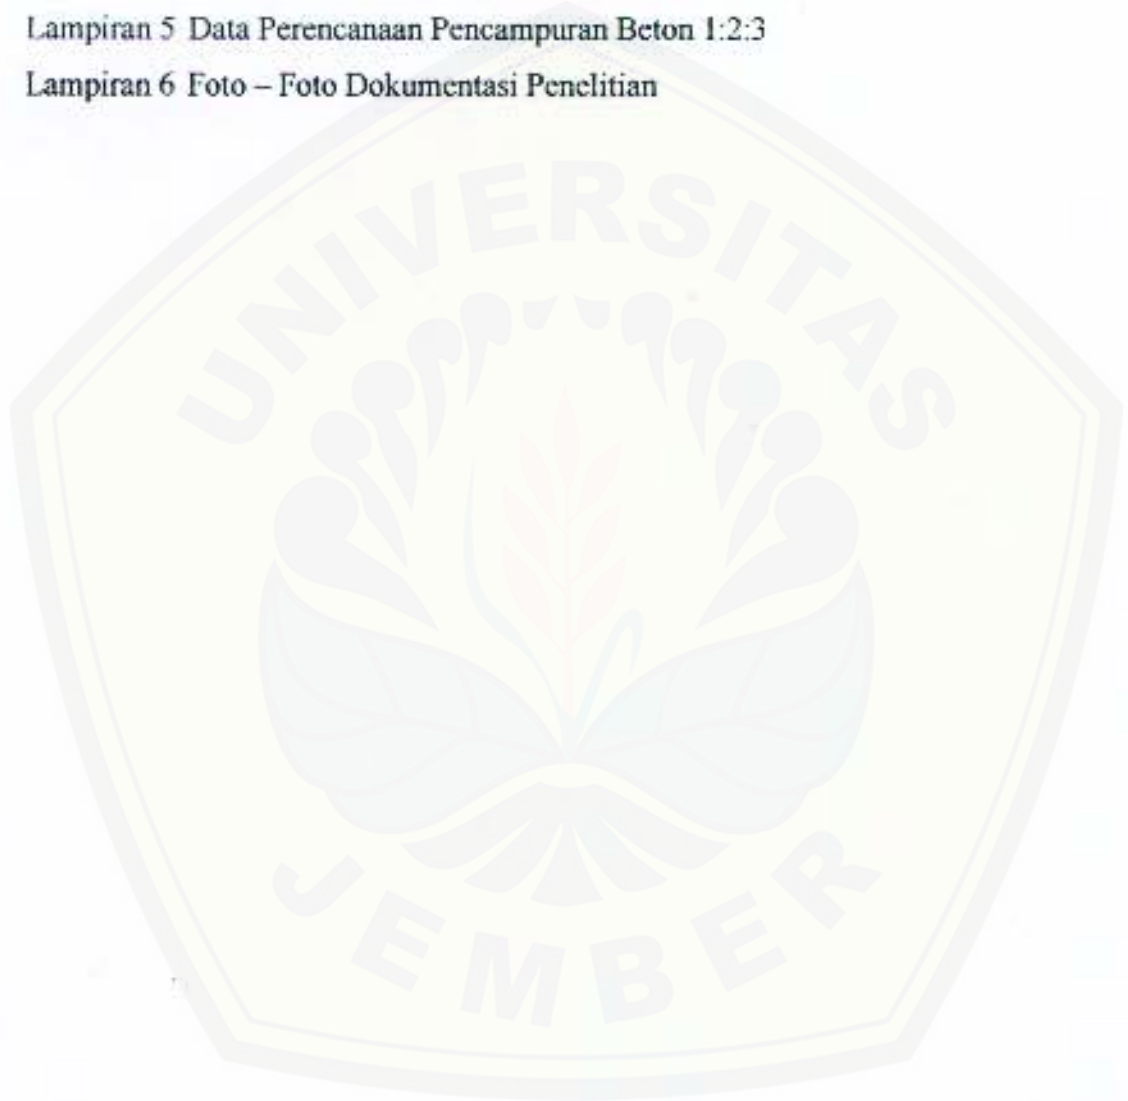 Lampiran 5 Data Perencanaan Pencampuran Beton 1:2:3
Lampiran 6 Foto – Foto Dokumentasi Penelitian
UNIVERSITAS
JEMBER